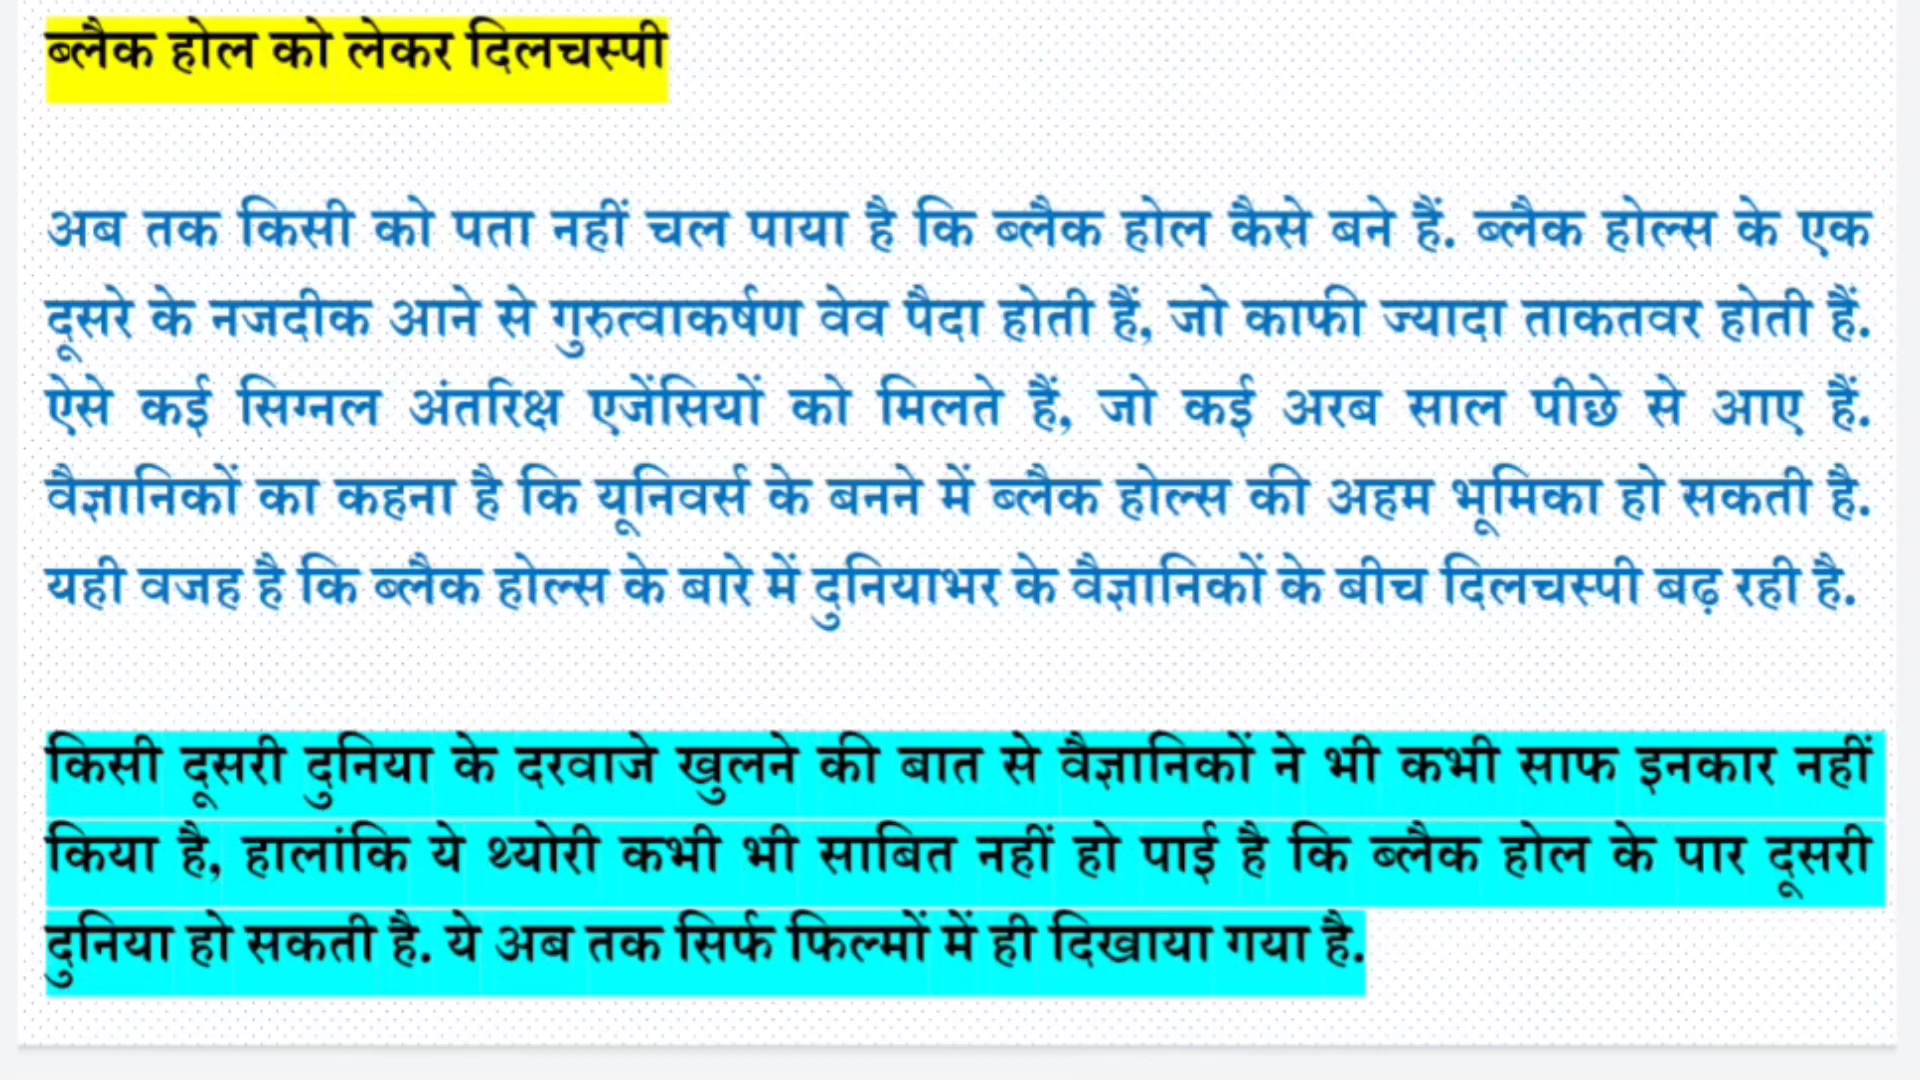 ब्लैक होल को लेकर दिलचस्पी
अब तक किसी को पता नहीं चल पाया है कि ब्लैक होल कैसे बने हैं. ब्लैक होल्स के एक
दूसरे के नजदीक आने से गुरुत्वाकर्षण वेव पैदा होती हैं, जो काफी ज्यादा ताकतवर होती हैं.
ऐसे कई सिग्नल अंतरिक्ष एजेंसियों को मिलते हैं, जो कई अरब साल पीछे से आए हैं.
वैज्ञानिकों का कहना है कि यूनिवर्स के बनने में ब्लैक होल्स की अहम भूमिका हो सकती है.
यही वजह है कि ब्लैक होल्स के बारे में दुनियाभर के वैज्ञानिकों के बीच दिलचस्पी बढ़ रही है.
किसी दूसरी दुनिया के दरवाजे खुलने की बात से वैज्ञानिकों ने भी कभी साफ इनकार नहीं
किया है, हालांकि ये थ्योरी कभी भी साबित नहीं हो पाई है कि ब्लैक होल के पार दूसरी
दुनिया हो सकती है. ये अब तक सिर्फ फिल्मों में ही दिखाया गया है.